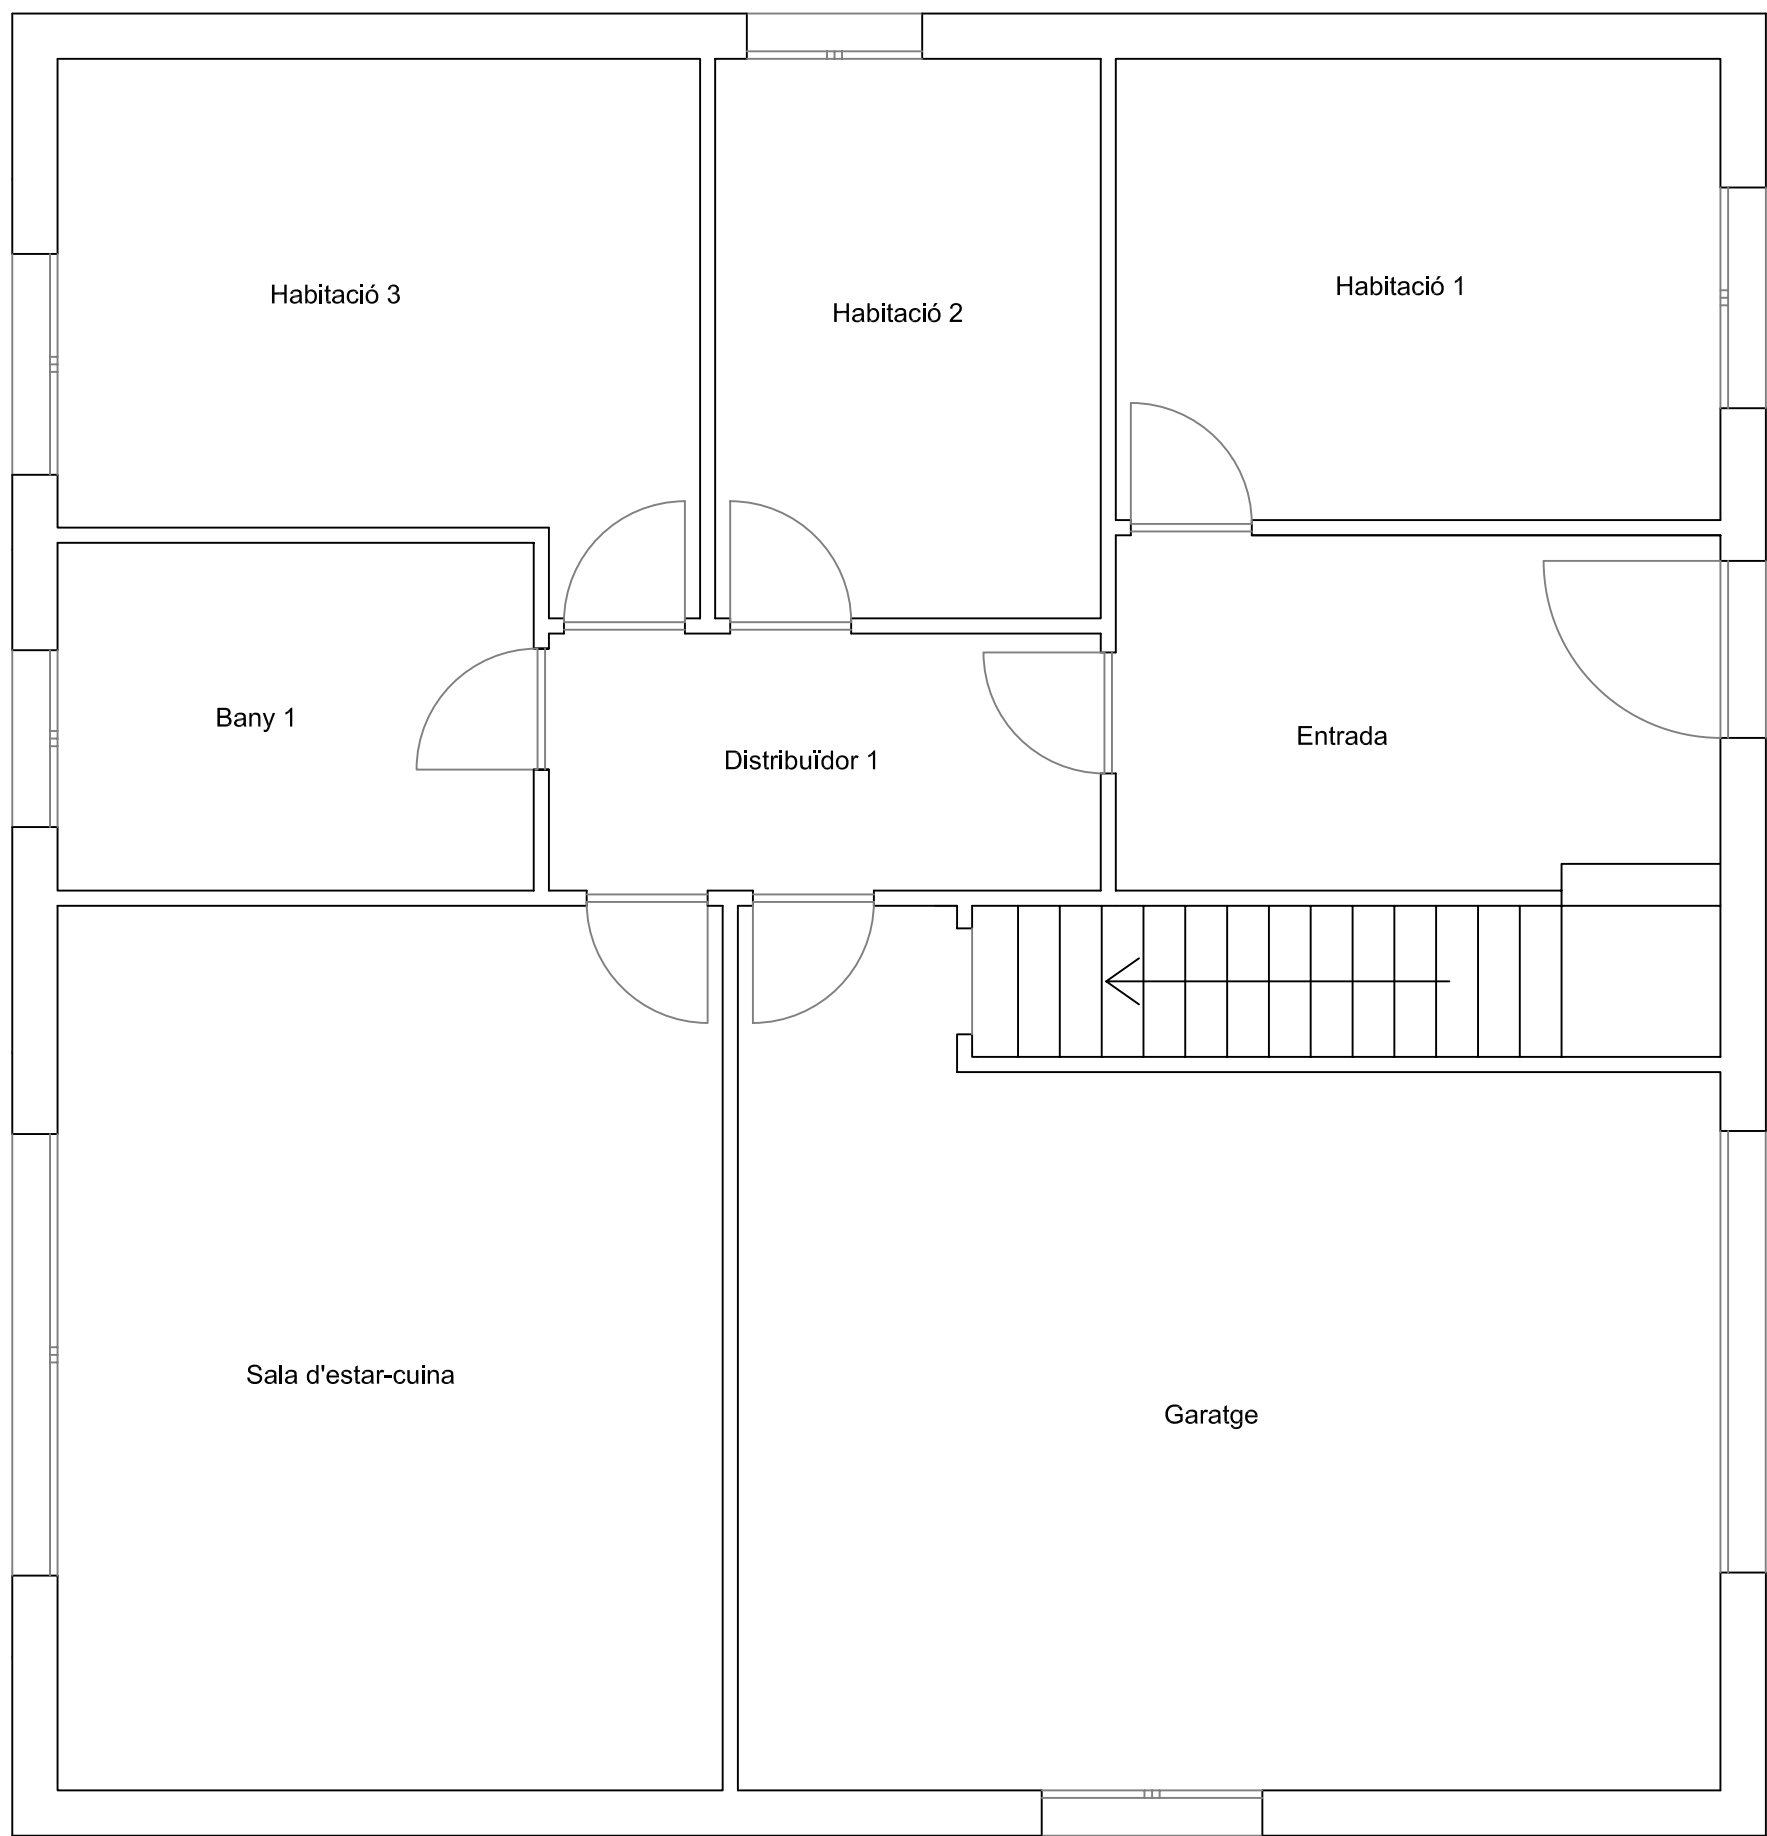 Habitació 3
Habitació 2
Habitació 1
Bany 1
Distribuïdor 1
Entrada
Sala d'estar-cuina
Garatge